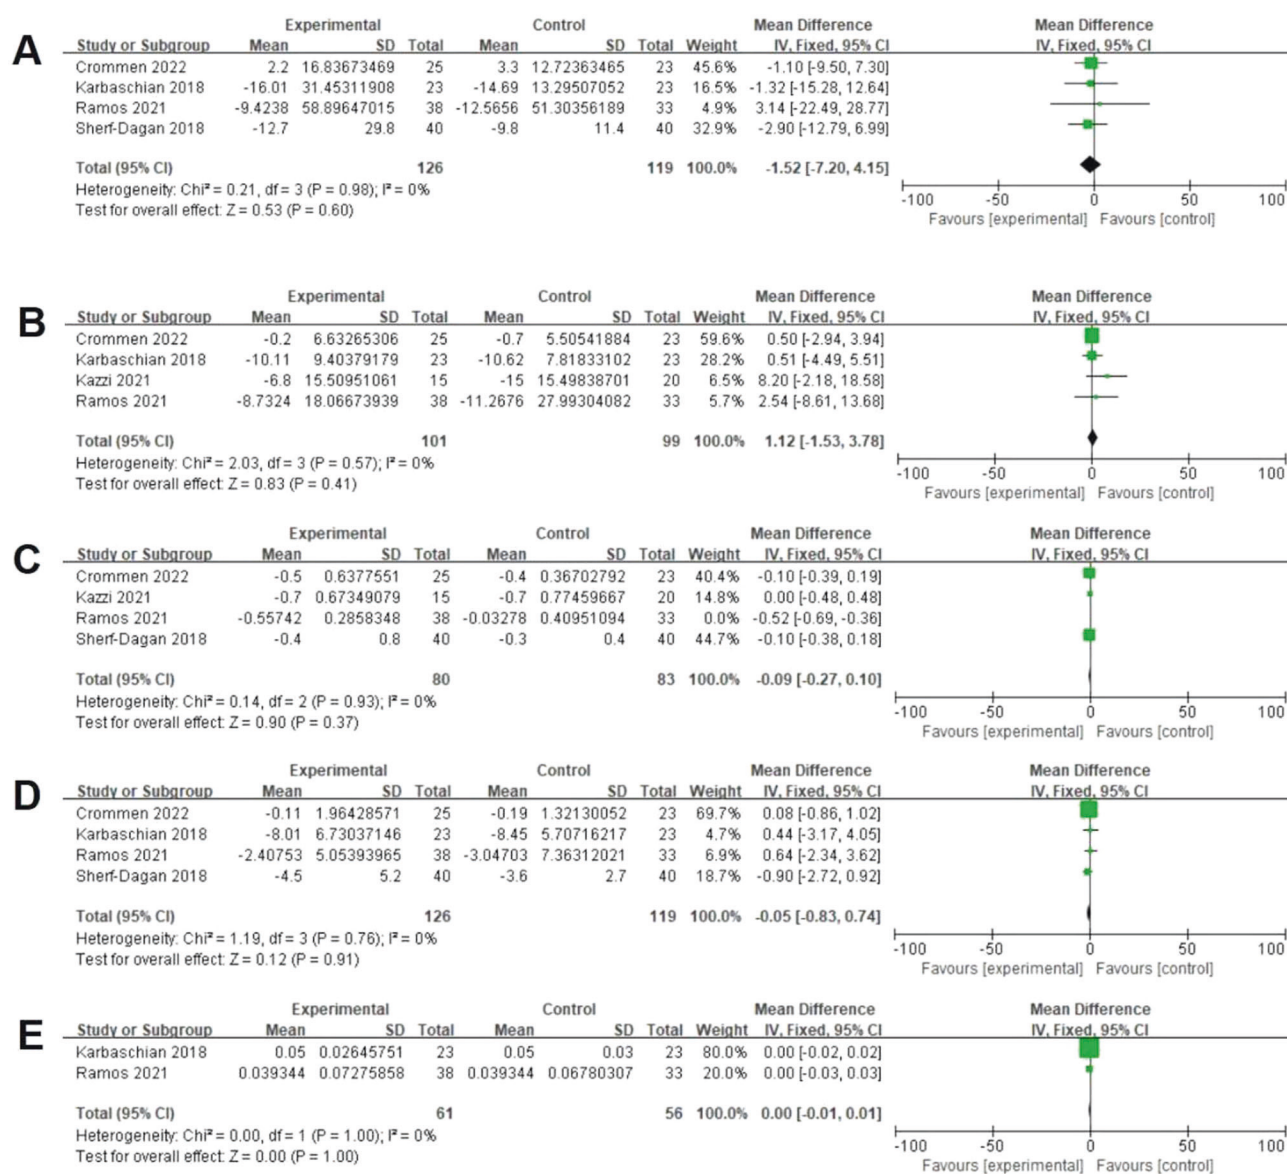 A
Experimental Control Mean Difference Mean Difference
Study or Subgroup Mean SD Total Mean SD Total Weight IV, Fixed, 95% CI IV, Fixed, 95% CI
Crommen 2022 2.2 16.83673469 25 3.3 12.72363465 23 45.6% -1.10 [-9.50, 7.30]
Karbaschian 2018 -16.01 31.45311908 23 -14.69 13.29507052 23 16.5% -1.32 [-15.28, 12.64]
Ramos 2021 -9.4238 58.89647015 38 -12.5656 51.30356189 33 4.9% 3.14 [-22.49, 28.77]
Sherf-Dagan 2018 -12.7 29.8 40 -9.8 11.4 40 32.9% -2.90 [-12.79, 6.99]
Total (95% CI) 126 119 100.0% -1.52 [-7.20, 4.15]
Heterogeneity: Chi² = 0.21, df = 3 (P = 0.98); I² = 0%
Test for overall effect: Z = 0.53 (P = 0.60)
-100 -50 0 50 100
Favours [experimental] Favours [control]
B
Experimental Control Mean Difference Mean Difference
Study or Subgroup Mean SD Total Mean SD Total Weight IV, Fixed, 95% CI IV, Fixed, 95% CI
Crommen 2022 -0.2 6.63265306 25 -0.7 5.50541884 23 59.6% 0.50 [-2.94, 3.94]
Karbaschian 2018 -10.11 9.40379179 23 -10.62 7.81833102 23 28.2% 0.51 [-4.49, 5.51]
Kazzi 2021 -6.8 15.50951061 15 -15 15.49838701 20 6.5% 8.20 [-2.18, 18.58]
Ramos 2021 -8.7324 18.06673939 38 -11.2676 27.99304082 33 5.7% 2.54 [-8.61, 13.68]
Total (95% CI) 101 99 100.0% 1.12 [-1.53, 3.78]
Heterogeneity: Chi² = 2.03, df = 3 (P = 0.57); I² = 0%
Test for overall effect: Z = 0.83 (P = 0.41)
-100 -50 0 50 100
Favours [experimental] Favours [control]
C
Experimental Control Mean Difference Mean Difference
Study or Subgroup Mean SD Total Mean SD Total Weight IV, Fixed, 95% CI IV, Fixed, 95% CI
Crommen 2022 -0.5 0.6377551 25 -0.4 0.36702792 23 40.4% -0.10 [-0.39, 0.19]
Kazzi 2021 -0.7 0.67349079 15 -0.7 0.77459667 20 14.8% 0.00 [-0.48, 0.48]
Ramos 2021 -0.55742 0.2858348 38 -0.03278 0.40951094 33 0.0% -0.52 [-0.69, -0.36]
Sherf-Dagan 2018 -0.4 0.8 40 -0.3 0.4 40 44.7% -0.10 [-0.38, 0.18]
Total (95% CI) 80 83 100.0% -0.09 [-0.27, 0.10]
Heterogeneity: Chi² = 0.14, df = 2 (P = 0.93); I² = 0%
Test for overall effect: Z = 0.90 (P = 0.37)
-100 -50 0 50 100
Favours [experimental] Favours [control]
D
Experimental Control Mean Difference Mean Difference
Study or Subgroup Mean SD Total Mean SD Total Weight IV, Fixed, 95% CI IV, Fixed, 95% CI
Crommen 2022 -0.11 1.96428571 25 -0.19 1.32130052 23 69.7% 0.08 [-0.86, 1.02]
Karbaschian 2018 -8.01 6.73037146 23 -8.45 5.70716217 23 4.7% 0.44 [-3.17, 4.05]
Ramos 2021 -2.40753 5.05393965 38 -3.04703 7.36312021 33 6.9% 0.64 [-2.34, 3.62]
Sherf-Dagan 2018 -4.5 5.2 40 -3.6 2.7 40 18.7% -0.90 [-2.72, 0.92]
Total (95% CI) 126 119 100.0% -0.05 [-0.83, 0.74]
Heterogeneity: Chi² = 1.19, df = 3 (P = 0.76); I² = 0%
Test for overall effect: Z = 0.12 (P = 0.91)
-100 -50 0 50 100
Favours [experimental] Favours [control]
E
Experimental Control Mean Difference Mean Difference
Study or Subgroup Mean SD Total Mean SD Total Weight IV, Fixed, 95% CI IV, Fixed, 95% CI
Karbaschian 2018 0.05 0.02645751 23 0.05 0.03 23 80.0% 0.00 [-0.02, 0.02]
Ramos 2021 0.039344 0.07275858 38 0.039344 0.06780307 33 20.0% 0.00 [-0.03, 0.03]
Total (95% CI) 61 56 100.0% 0.00 [-0.01, 0.01]
Heterogeneity: Chi² = 0.00, df = 1 (P = 1.00); I² = 0%
Test for overall effect: Z = 0.00 (P = 1.00)
-100 -50 0 50 100
Favours [experimental] Favours [control]